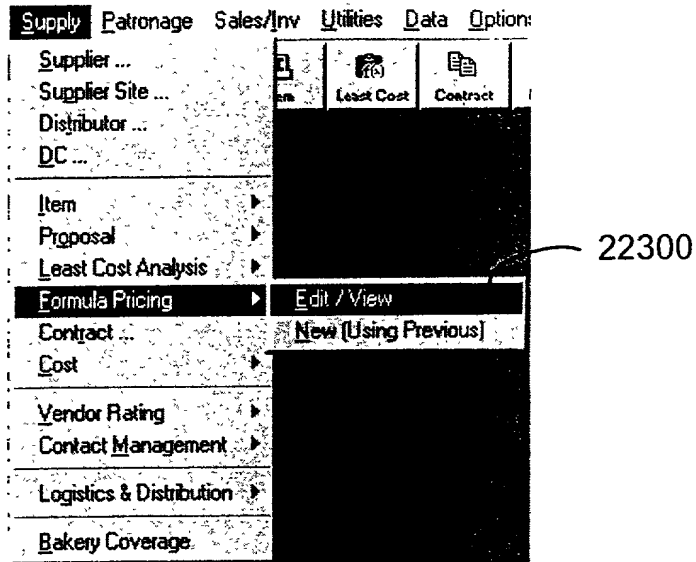 Supply Patronage Sales/Inv Utilities Data Options
Supplier ...
Supplier Site ...
Distributor ...
DC ...
Least Cost Contract
Item
Proposal
Least Cost Analysis
22300
Formula Pricing Edit / View
Contract ... New (Using Previous)
Cost
Vendor Rating
Contact Management
Logistics & Distribution
Bakery Coverage